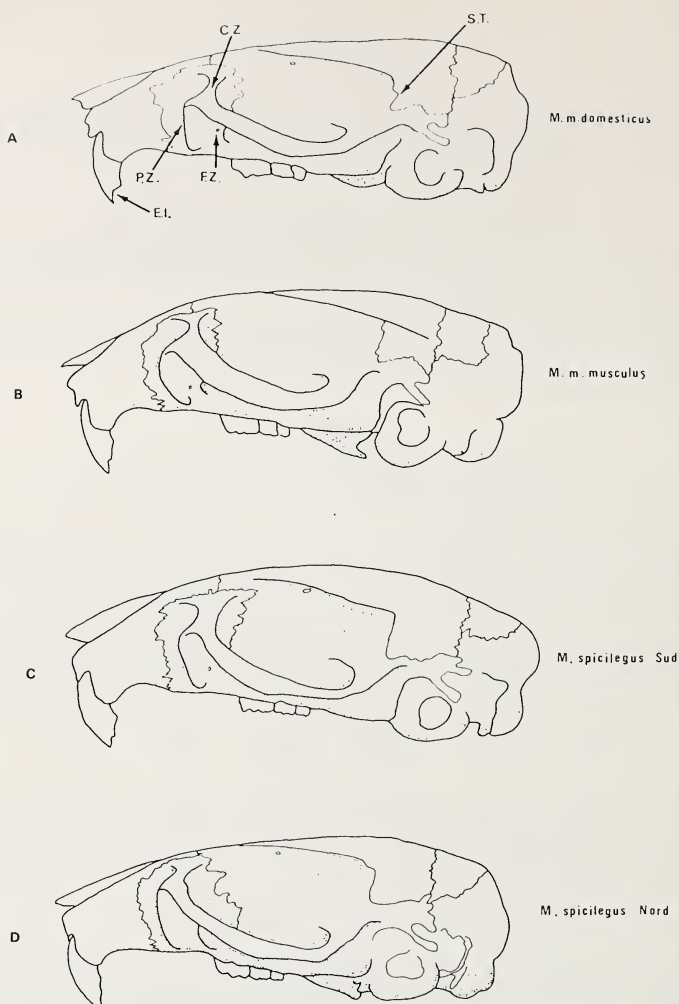 S.T.
C.Z
M.m.domesticus
A
P.Z.
F.Z.
E.I.
M.m.musculus
B
M.spicilegus Sud
C
M.spicilegus Nord
D